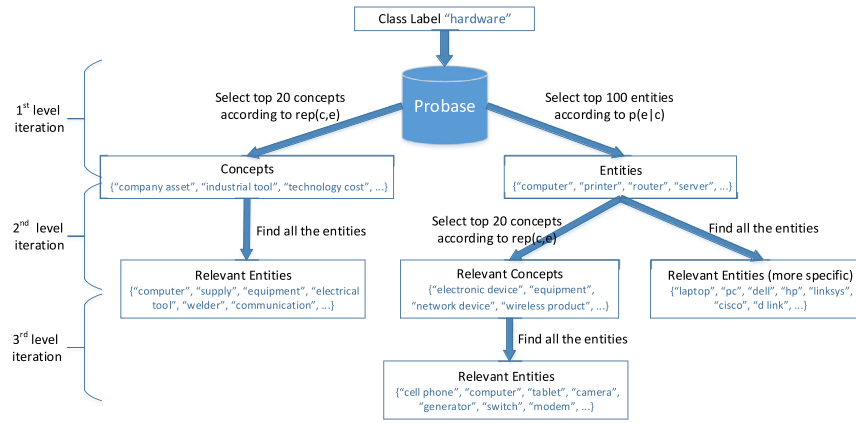 Class Label “hardware”
Probase
1st level
iteration
Select top 20 concepts
according to rep(c,e)
Select top 100 entities
according to p(e|c)
Concepts
{“company asset”, “industrial tool”, “technology cost”, ...}
Entities
{“computer”, “printer”, “router”, “server”, ...}
2nd level
iteration
Find all the entities
Select top 20 concepts
according to rep(c,e)
Find all the entities
Relevant Entities
{“computer”, “supply”, “equipment”, “electrical
tool”, “welder”, “communication”, ...}
Relevant Concepts
{“electronic device”, “equipment”,
“network device”, “wireless product”, ...}
Relevant Entities (more specific)
{“laptop”, “pc”, “dell”, “hp”, “linksys”,
“cisco”, “d link”, ...}
3rd level
iteration
Find all the entities
Relevant Entities
{“cell phone”, “computer”, “tablet”, “camera”,
“generator”, “switch”, “modem”, ...}